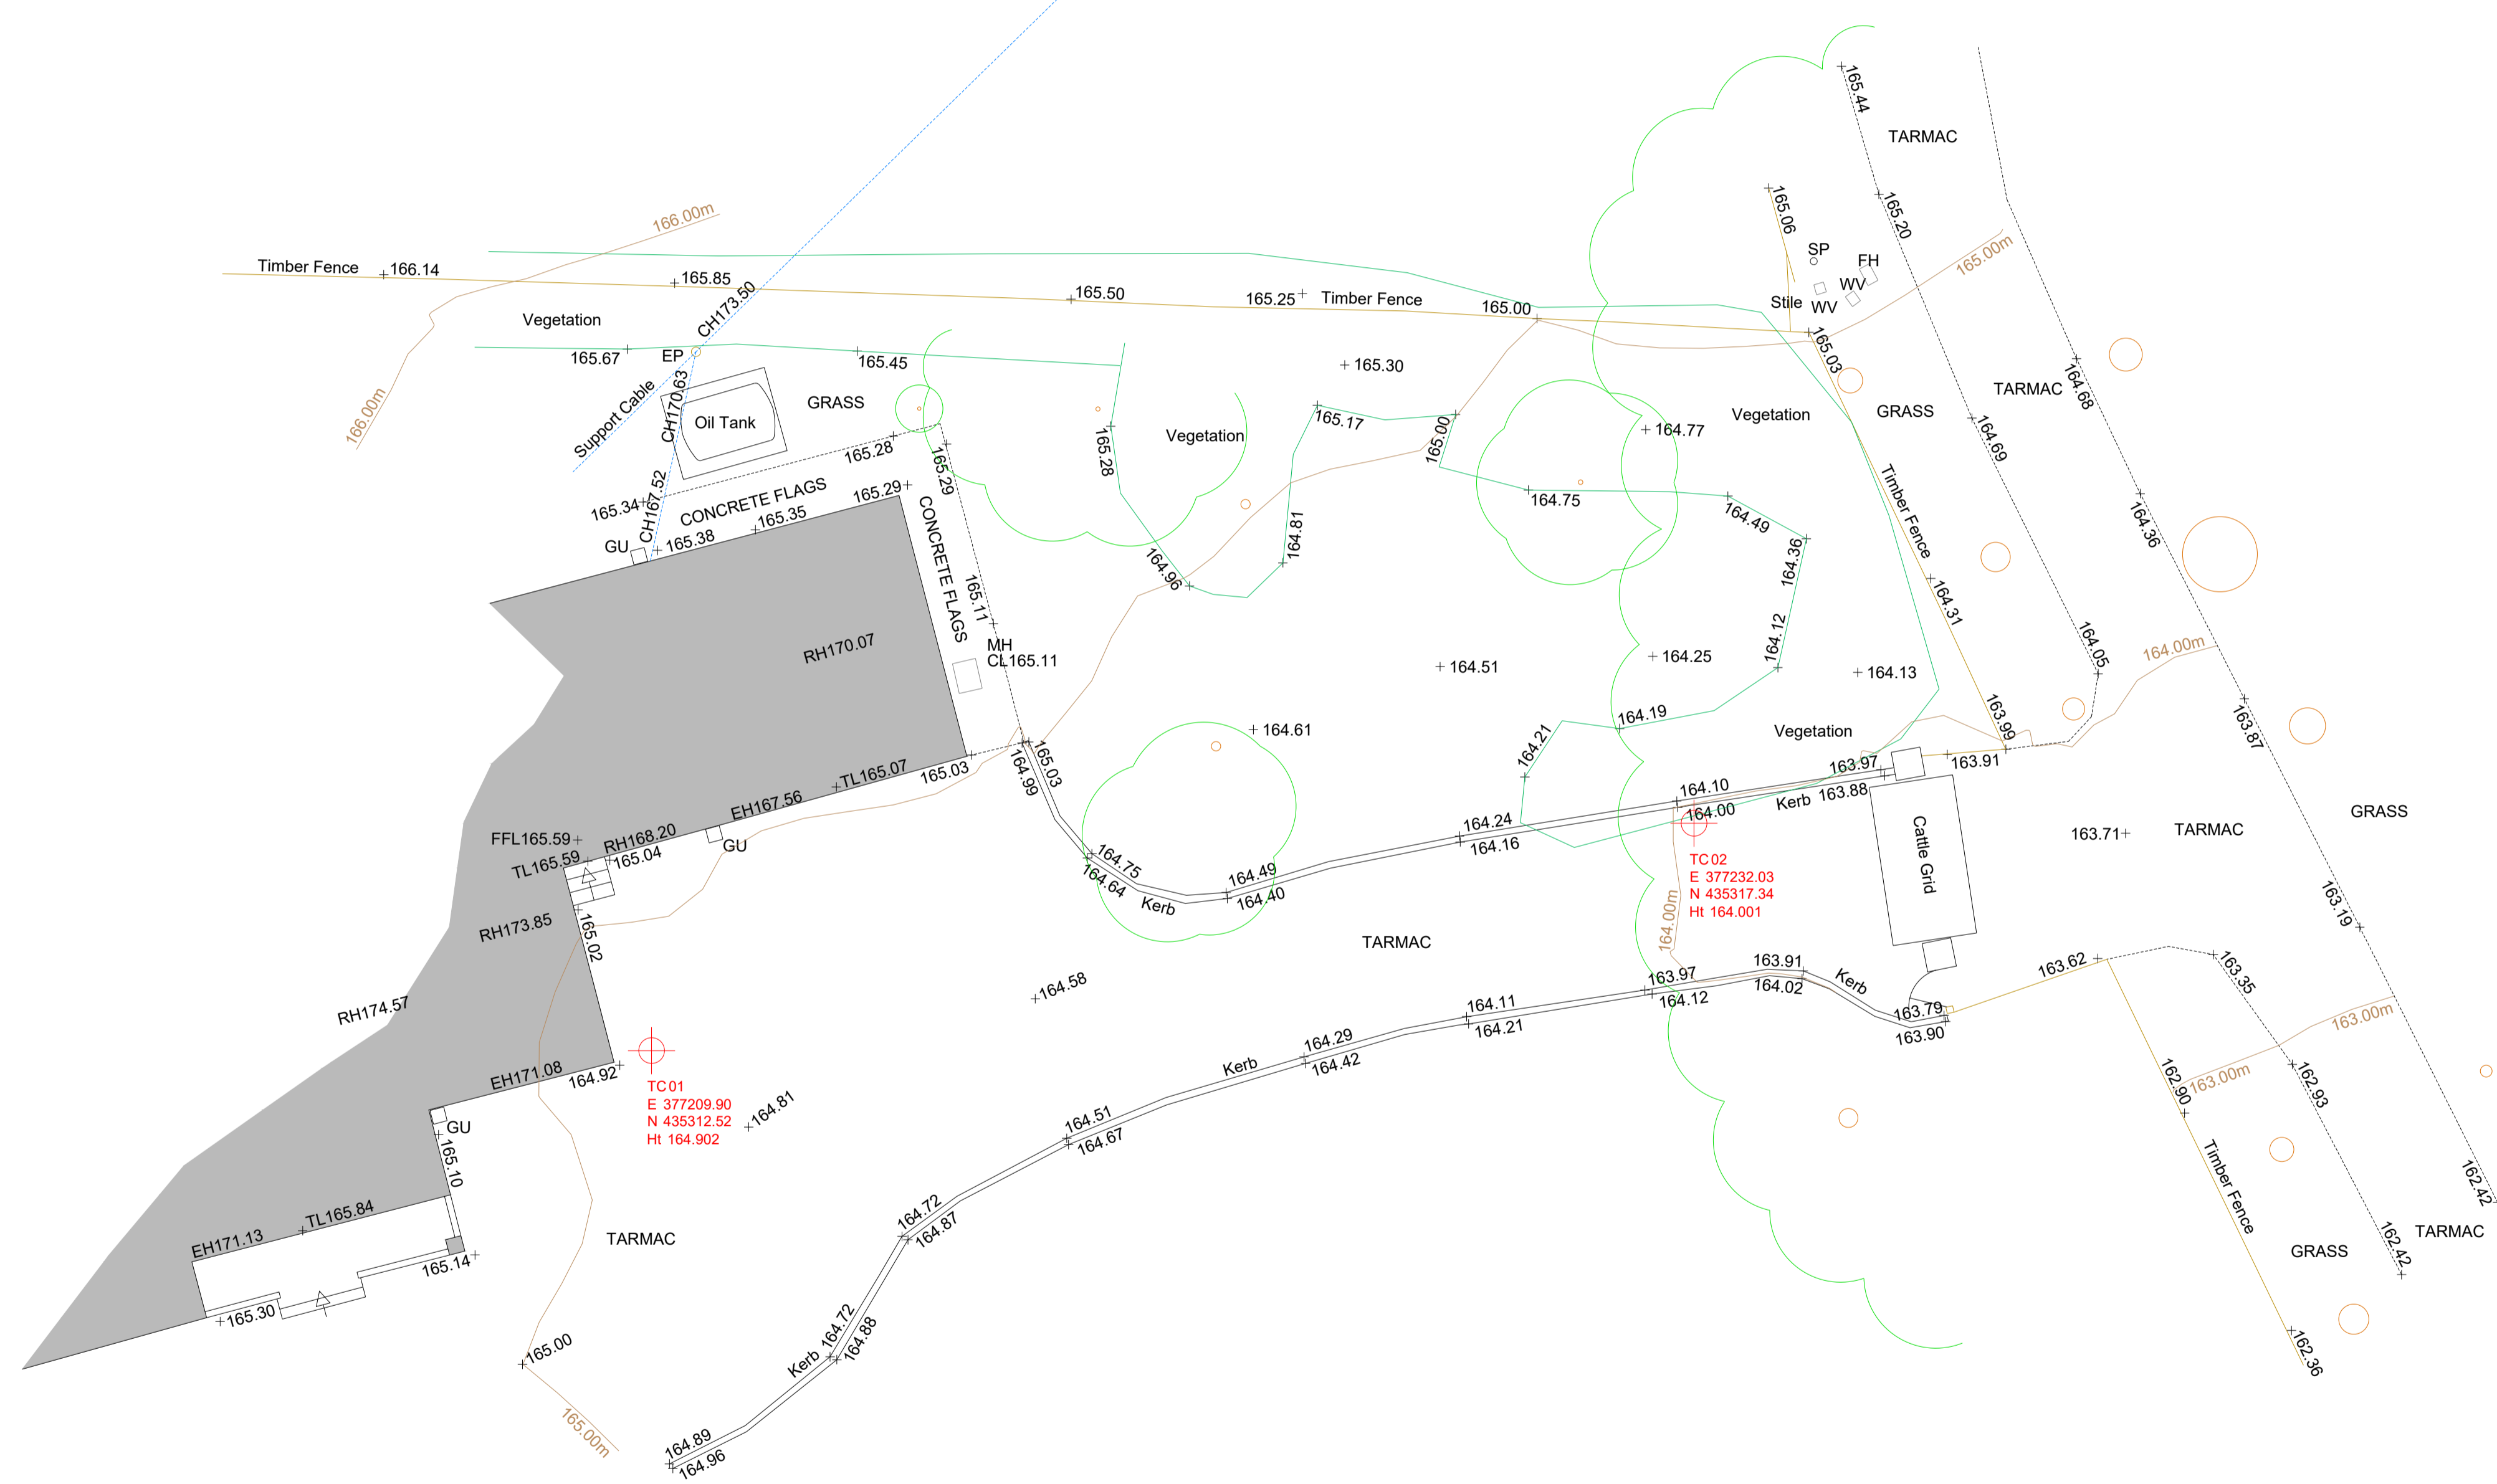 165.44
TARMAC
165.06
165.20
166.00m
SP
FH
165.00m
WV
WV
Stile
Timber Fence
166.14
165.85
CH173.50
165.50
165.25
Timber Fence
165.00
165.03
Vegetation
165.67
EP
165.45
165.30
164.68
TARMAC
166.00m
Support Cable
CH170.63
Oil Tank
GRASS
165.28
165.29
165.28
Vegetation
165.17
165.00
164.77
Vegetation
GRASS
164.69
165.34
CH167.52
CONCRETE FLAGS
165.29
165.35
165.38
GU
CONCRETE FLAGS
164.75
164.49
164.36
Timber Fence
164.36
164.96
164.81
165.11
164.31
RH170.07
MH
CL165.11
164.12
164.51
164.25
164.13
164.05
164.00m
164.61
164.19
164.21
Vegetation
163.99
163.87
165.03
164.99
165.03
TL165.07
EH167.56
GU
163.97
163.91
164.10
164.00
Kerb
163.88
164.24
164.16
FFL165.59
RH168.20
TL165.59
165.04
164.75
164.64
Kerb
164.49
164.40
TC 02
E 377232.03
N 435317.34
Ht 164.001
Cattle Grid
163.71
TARMAC
GRASS
RH173.85
165.02
164.00m
TARMAC
163.19
RH174.57
164.58
163.91
164.02
Kerb
163.97
164.12
163.62
163.35
163.79
163.90
163.00m
164.11
164.21
164.29
164.42
Kerb
EH171.08
164.92
TC 01
E 377209.90
N 435312.52
Ht 164.902
164.81
162.90
163.00m
162.93
GU
165.10
164.51
164.67
Timber Fence
162.42
EH171.13
TL165.84
165.14
165.30
TARMAC
164.72
164.87
GRASS
162.42
TARMAC
164.72
164.88
Kerb
165.00
162.36
165.00m
164.89
164.96